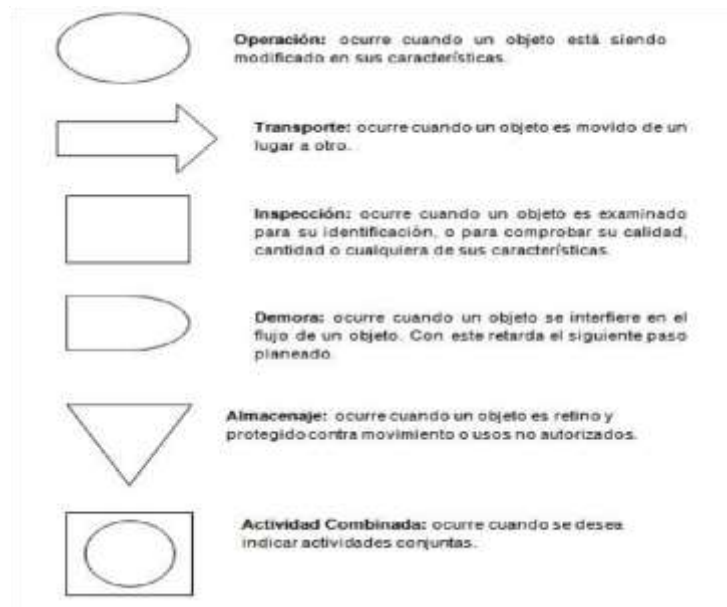 Operación: ocurre cuando un objeto está siendo
modificado en sus características.
Transporte: ocurre cuando un objeto es movido de un
lugar a otro.
Inspección: ocurre cuando un objeto es examinado
para su identificación, o para comprobar su calidad,
cantidad o cualquiera de sus características.
Demora: ocurre cuando un objeto se interfiere en el
flujo de un objeto. Con este retarda el siguiente paso
planeado.
Almacenaje: ocurre cuando un objeto es retino y
protegido contra movimiento o usos no autorizados.
Actividad Combinada: ocurre cuando se desea
indicar actividades conjuntas.